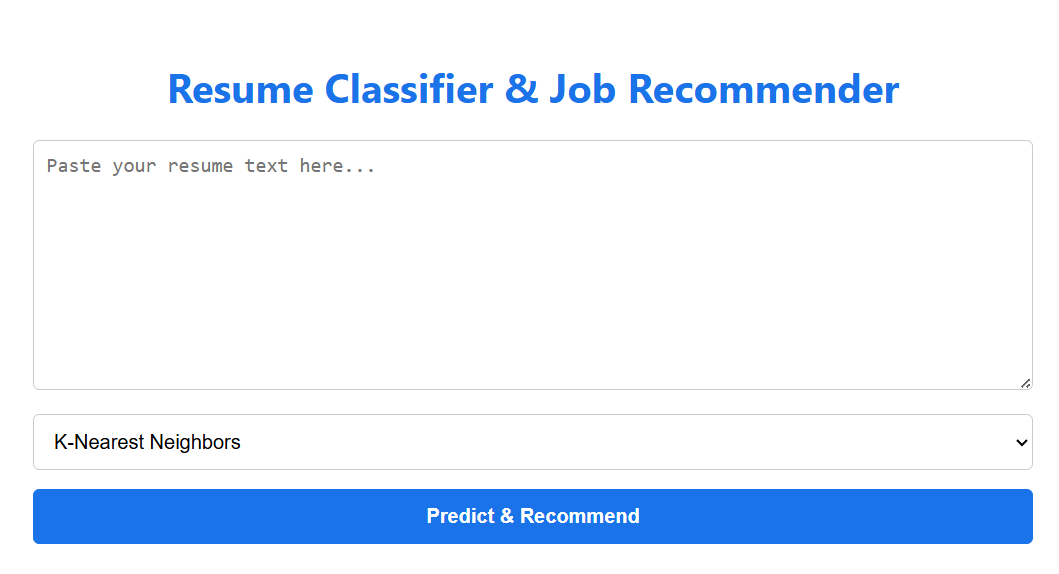 Resume Classifier & Job Recommender
Paste your resume text here...
K-Nearest Neighbors
Predict & Recommend